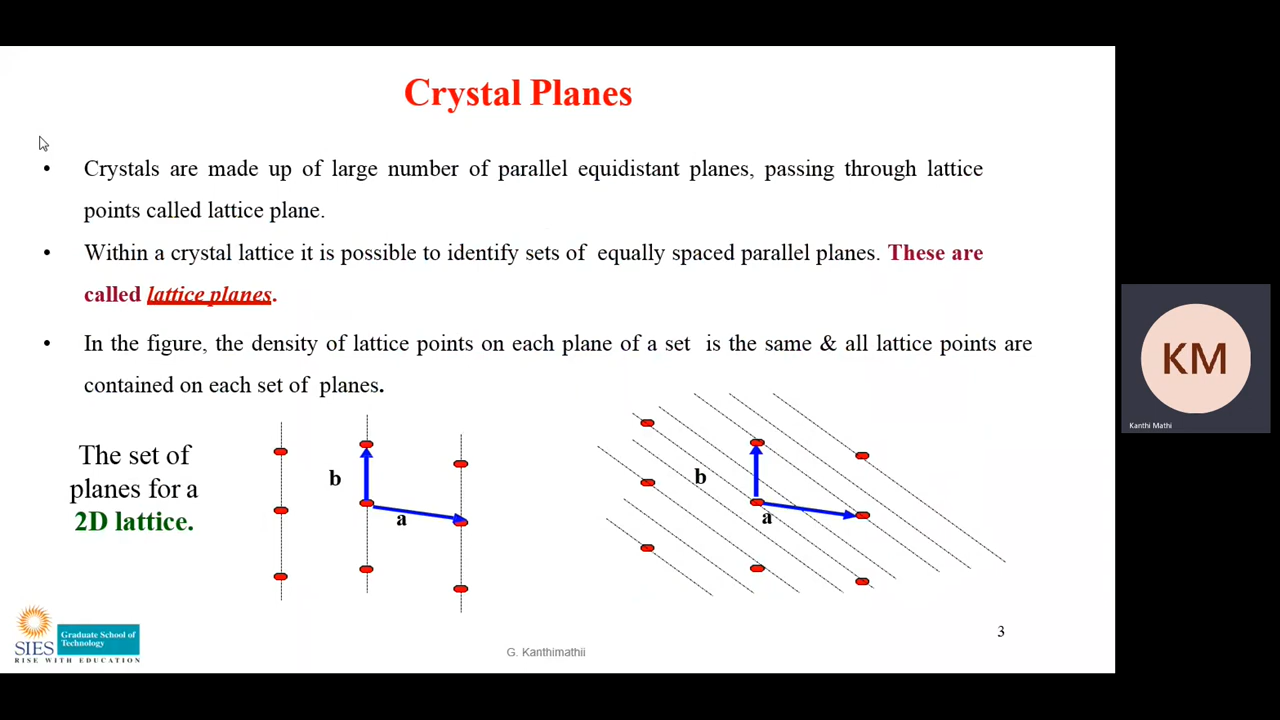 Crystal Planes
• Crystals are made up of large number of parallel equidistant planes, passing through lattice
points called lattice plane.
• Within a crystal lattice it is possible to identify sets of equally spaced parallel planes. These are
called lattice planes.
• In the figure, the density of lattice points on each plane of a set is the same & all lattice points are
contained on each set of planes.
The set of
planes for a
2D lattice.
b
a
b
a
SIES
Graduate School of
Technology
RISE WITH EDUCATION
G. Kanthimathii
3
KM
Kanthi Mathi